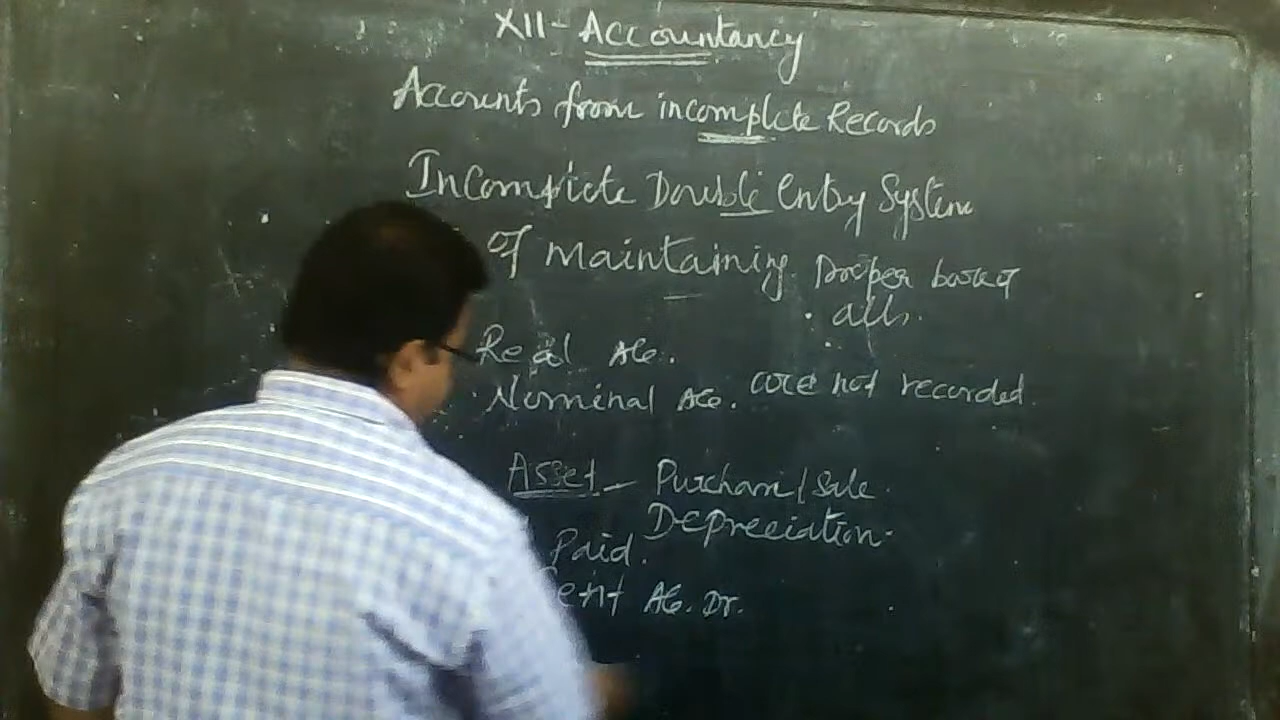 XII - Accountancy
Accounts from incomplete Records
Incomplete Double Entry System
of Maintaining Proper books of
a/cs.
Real A/c.
Nominal A/c. are not recorded.
Asset - Purchase/Sale
Depreciation.
Paid.
ent A/c. Dr.